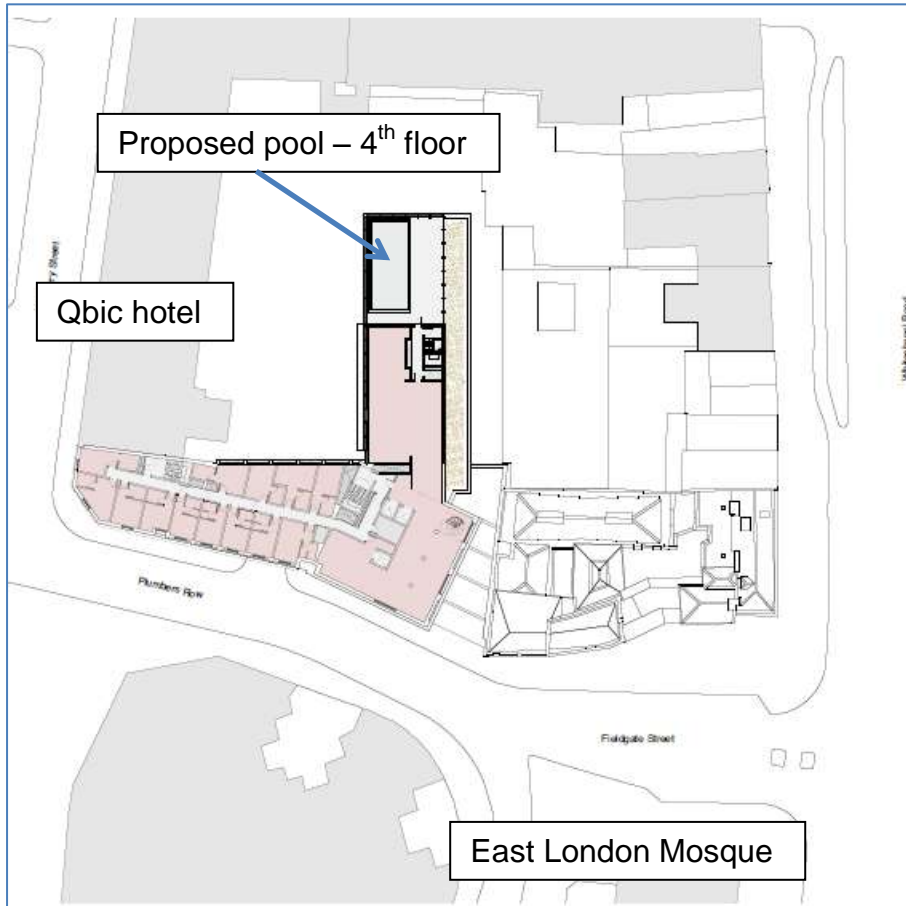 Proposed pool – 4th floor
Qbic hotel
Plumbers Row
Fieldgate Street
East London Mosque